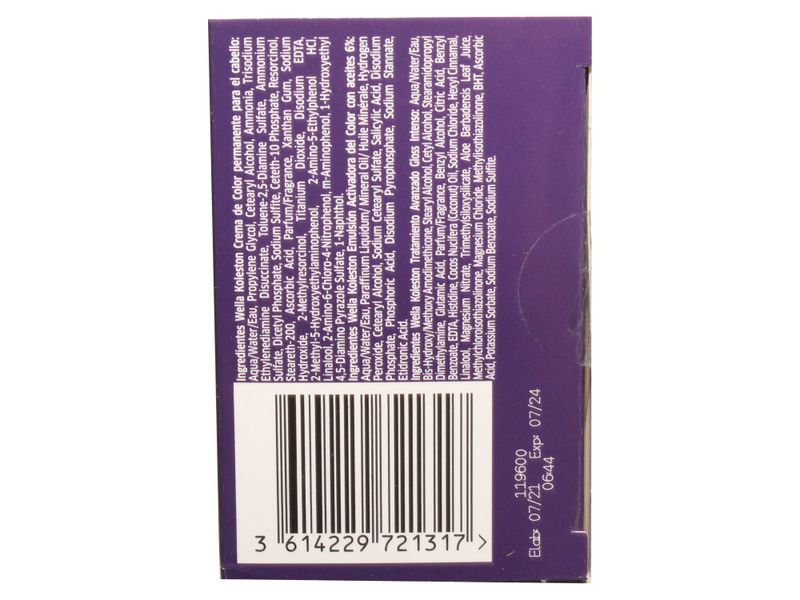 Ingredientes Wella Koleston Crema de Color permanente para el cabello:
Aqua/Water/Eau, Propylene Glycol, Cetearyl Alcohol, Ammonia, Trisodium
Ethylenediamine Disuccinate, Toluene-2,5-Diamine Sulfate, Ammonium
Sulfate, Dicetyl Phosphate, Sodium Sulfite, Ceteth-10 Phosphate, Resorcinol,
Steareth-200, Ascorbic Acid, Parfum/Fragrance, Xanthan Gum, Sodium
Hydroxide, 2-Methylresorcinol, Titanium Dioxide, Disodium EDTA,
2-Methyl-5-Hydroxyethylaminophenol, 2-Amino-5-Ethylphenol HCl,
Linalool, 2-Amino-6-Chloro-4-Nitrophenol, m-Aminophenol, 1-Hydroxyethyl
4,5-Diamino Pyrazole Sulfate, 1-Naphthol.
Ingredientes Wella Koleston Emulsión Activadora del Color con aceites 6%:
Aqua/Water/Eau, Paraffinum Liquidum/ Mineral Oil/ Huile Minerale, Hydrogen
Peroxide, Cetearyl Alcohol, Sodium Cetearyl Sulfate, Salicylic Acid, Disodium
Phosphate, Phosphoric Acid, Disodium Pyrophosphate, Sodium Stannate,
Etidronic Acid.
Ingredientes Wella Koleston Tratamiento Avanzado Gloss Intenso: Aqua/Water/Eau,
Bis-Hydroxy/Methoxy Amodimethicone, Stearyl Alcohol, Cetyl Alcohol, Stearamidopropyl
Dimethylamine, Glutamic Acid, Parfum/Fragrance, Benzyl Alcohol, Citric Acid, Benzyl
Benzoate, EDTA, Histidine, Cocos Nucifera (Coconut) Oil, Sodium Chloride, Hexyl Cinnamal,
Linalool, Magnesium Nitrate, Trimethylsiloxysilicate, Aloe Barbadensis Leaf Juice,
Methylchloroisothiazolinone, Magnesium Chloride, Methylisothiazolinone, BHT, Ascorbic
Acid, Potassium Sorbate, Sodium Benzoate, Sodium Sulfite.
119600
Elab: 07/21 Exp: 07/24
06:44
3 614229 721317 >